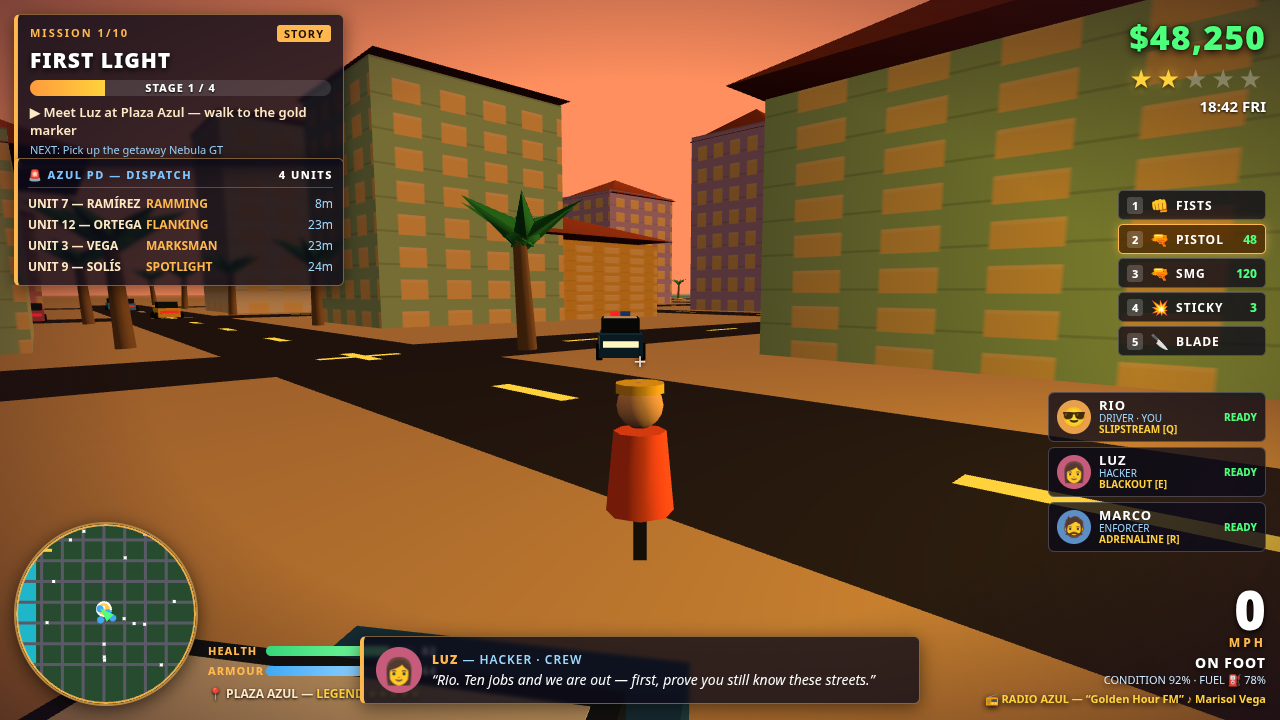 MISSION 1/10
STORY
FIRST LIGHT
STAGE 1 / 4
▶ Meet Luz at Plaza Azul — walk to the gold
marker
NEXT: Pick up the getaway Nebula GT
🚨 AZUL PD — DISPATCH 4 UNITS
UNIT 7 — RAMÍREZ RAMMING 8m
UNIT 12 — ORTEGA FLANKING 23m
UNIT 3 — VEGA MARKSMAN 23m
UNIT 9 — SOLÍS SPOTLIGHT 24m
$48,250
18:42 FRI
1 👊 FISTS
2 🔫 PISTOL 48
3 🔫 SMG 120
4 💥 STICKY 3
5 🔪 BLADE
RIO
DRIVER · YOU
SLIPSTREAM [Q]
READY
LUZ
HACKER
BLACKOUT [E]
READY
MARCO
ENFORCER
ADRENALINE [R]
READY
HEALTH
ARMOUR
📍 PLAZA AZUL — LEGEND
LUZ — HACKER · CREW
“Rio. Ten jobs and we are out — first, prove you still know these streets.”
0
MPH
ON FOOT
CONDITION 92% · FUEL ⛽ 78%
📻 RADIO AZUL — “Golden Hour FM” ♪ Marisol Vega